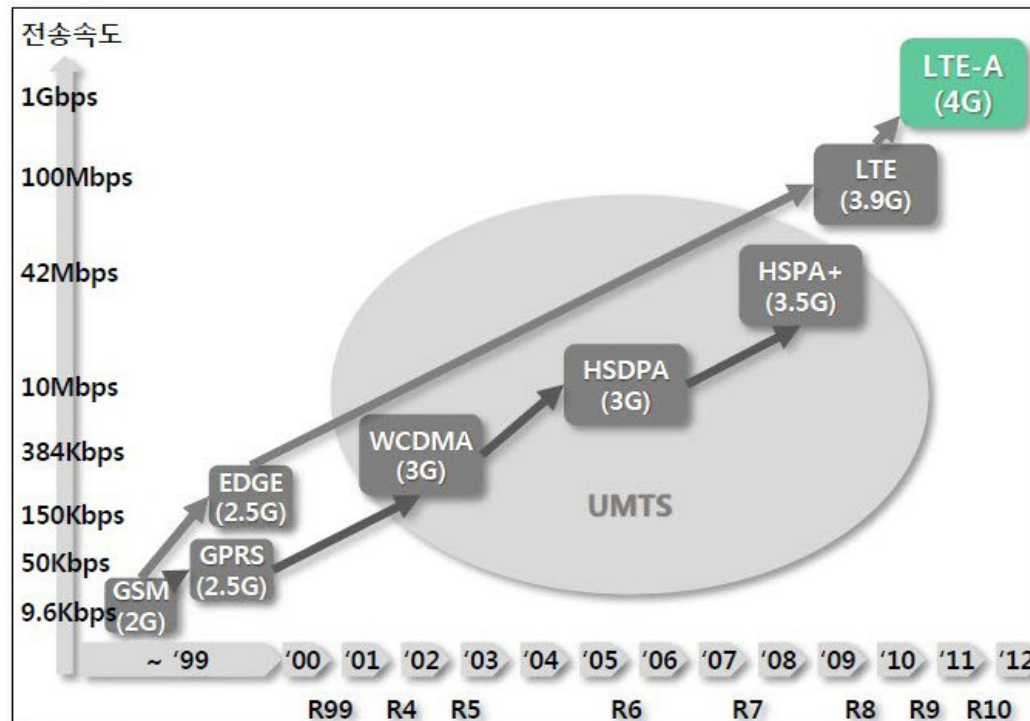 전송속도
1Gbps
LTE-A
(4G)
100Mbps
LTE
(3.9G)
42Mbps
HSPA+
(3.5G)
10Mbps
HSDPA
(3G)
384Kbps
WCDMA
(3G)
EDGE
(2.5G)
150Kbps
UMTS
50Kbps
GPRS
(2.5G)
GSM
(2G)
9.6Kbps
~ ‘99 ‘00 ‘01 ‘02 ‘03 ‘04 ‘05 ‘06 ‘07 ‘08 ‘09 ‘10 ‘11 ‘12
R99 R4 R5 R6 R7 R8 R9 R10